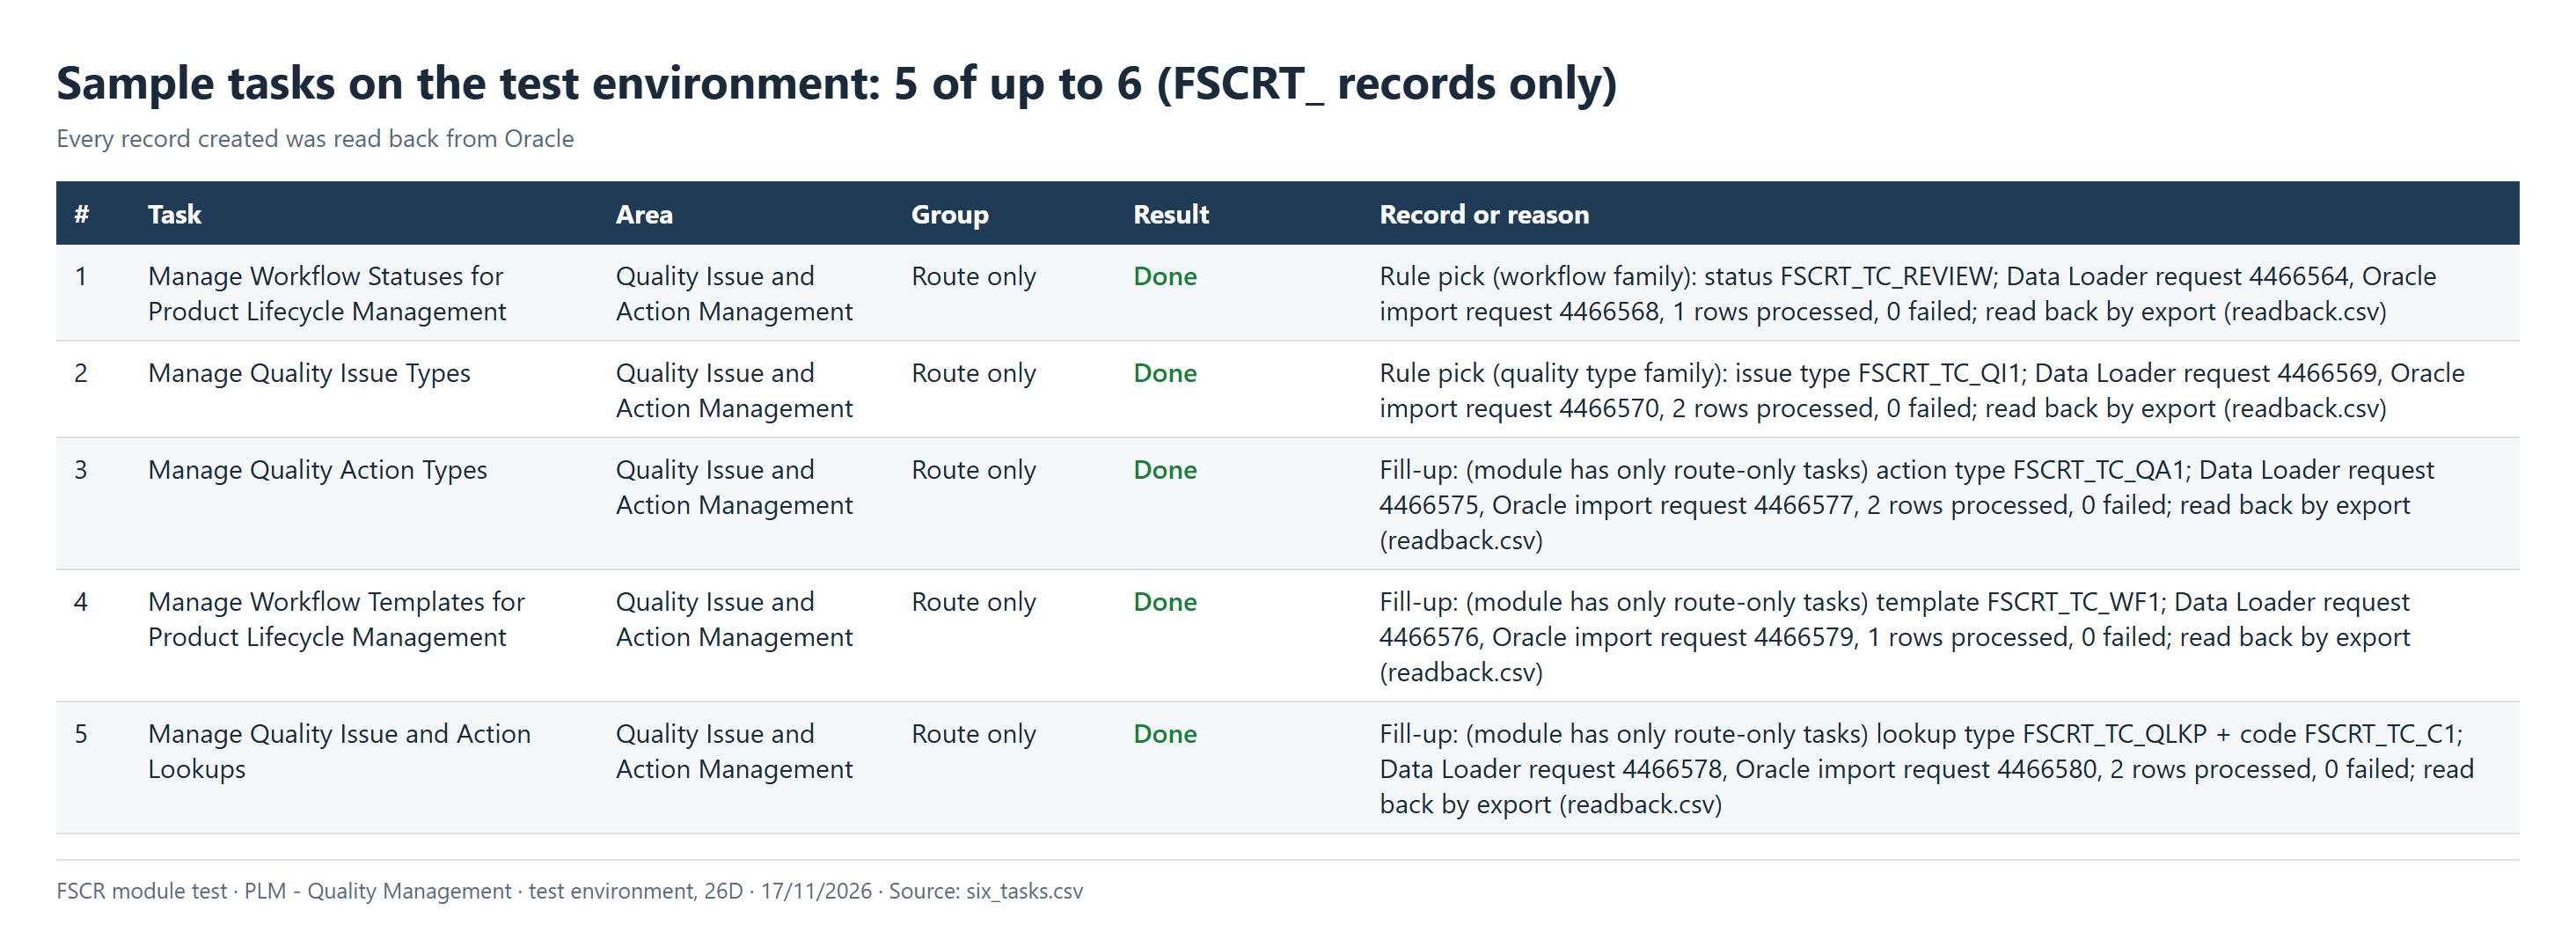 Sample tasks on the test environment: 5 of up to 6 (FSCRT_ records only)
Every record created was read back from Oracle
# Task Area Group Result Record or reason
1 Manage Workflow Statuses for Quality Issue and Route only Done Rule pick (workflow family): status FSCRT_TC_REVIEW; Data Loader request 4466564, Oracle
Product Lifecycle Management Action Management import request 4466568, 1 rows processed, 0 failed; read back by export (readback.csv)
2 Manage Quality Issue Types Quality Issue and Route only Done Rule pick (quality type family): issue type FSCRT_TC_QI1; Data Loader request 4466569, Oracle
Action Management import request 4466570, 2 rows processed, 0 failed; read back by export (readback.csv)
3 Manage Quality Action Types Quality Issue and Route only Done Fill-up: (module has only route-only tasks) action type FSCRT_TC_QA1; Data Loader request
Action Management 4466575, Oracle import request 4466577, 2 rows processed, 0 failed; read back by export
(readback.csv)
4 Manage Workflow Templates for Quality Issue and Route only Done Fill-up: (module has only route-only tasks) template FSCRT_TC_WF1; Data Loader request
Product Lifecycle Management Action Management 4466576, Oracle import request 4466579, 1 rows processed, 0 failed; read back by export
(readback.csv)
5 Manage Quality Issue and Action Quality Issue and Route only Done Fill-up: (module has only route-only tasks) lookup type FSCRT_TC_QLKP + code FSCRT_TC_C1;
Lookups Action Management Data Loader request 4466578, Oracle import request 4466580, 2 rows processed, 0 failed; read
back by export (readback.csv)
FSCR module test · PLM - Quality Management · test environment, 26D · 17/11/2026 · Source: six_tasks.csv